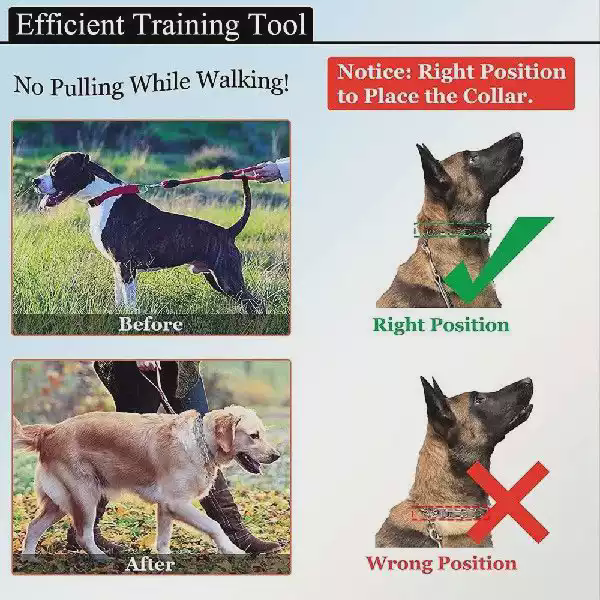 Efficient Training Tool
No Pulling While Walking!
Notice: Right Position
to Place the Collar.
Before
Right Position
After
Wrong Position